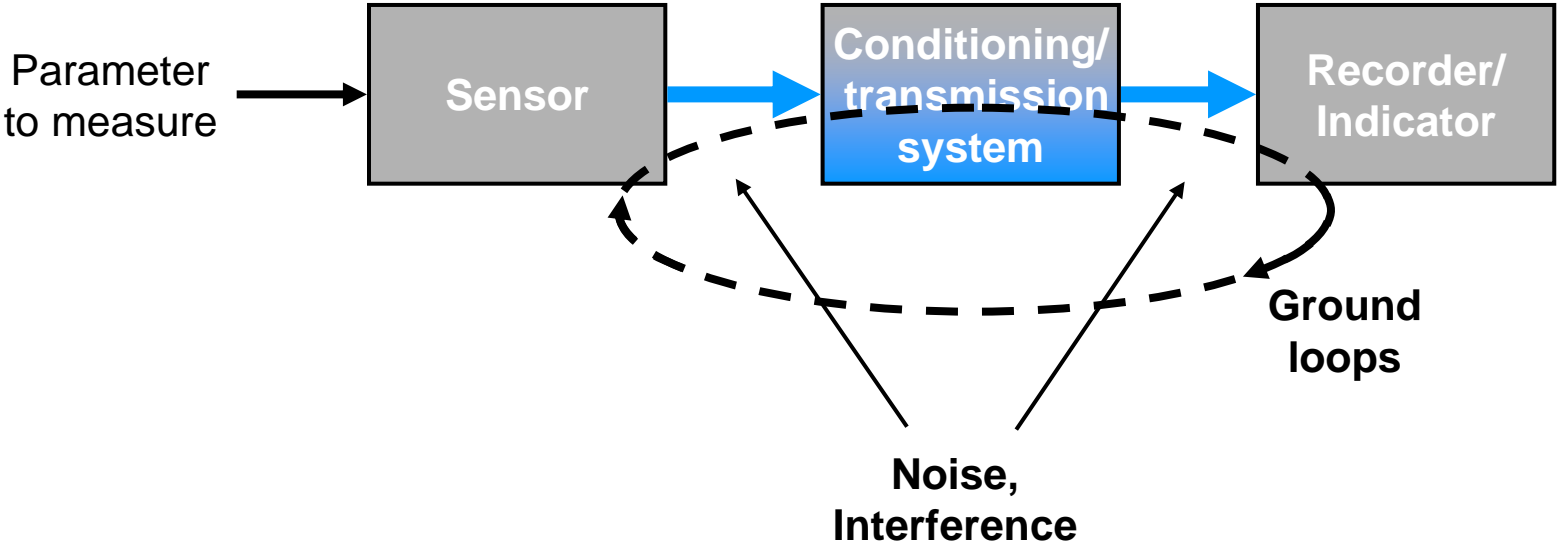 Parameter
to measure
Sensor
Conditioning/
transmission
system
Recorder/
Indicator
Ground
loops
Noise,
Interference